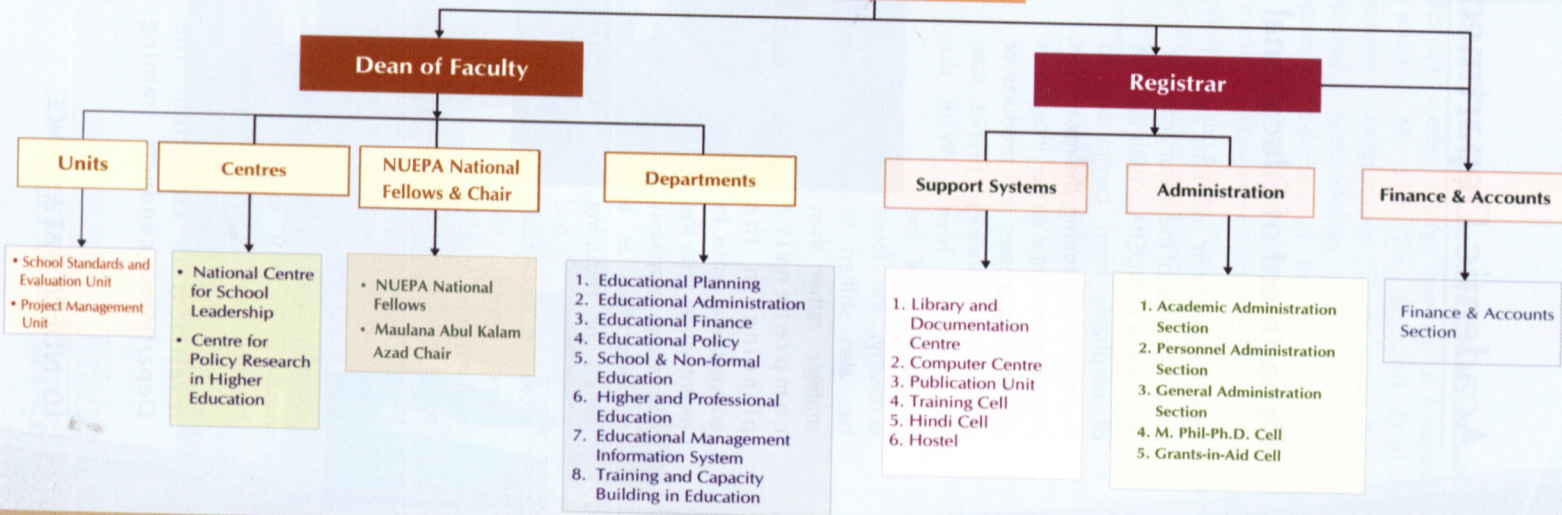 Dean of Faculty
Registrar
Units
Centres
NUEPA National
Fellows & Chair
Departments
Support Systems
Administration
Finance & Accounts
• School Standards and
Evaluation Unit
• Project Management
Unit
• National Centre
for School
Leadership
• Centre for
Policy Research
in Higher
Education
• NUEPA National
Fellows
• Maulana Abul Kalam
Azad Chair
1. Educational Planning
2. Educational Administration
3. Educational Finance
4. Educational Policy
5. School & Non-formal
Education
6. Higher and Professional
Education
7. Educational Management
Information System
8. Training and Capacity
Building in Education
1. Library and
Documentation
Centre
2. Computer Centre
3. Publication Unit
4. Training Cell
5. Hindi Cell
6. Hostel
1. Academic Administration
Section
2. Personnel Administration
Section
3. General Administration
Section
4. M. Phil-Ph.D. Cell
5. Grants-in-Aid Cell
Finance & Accounts
Section